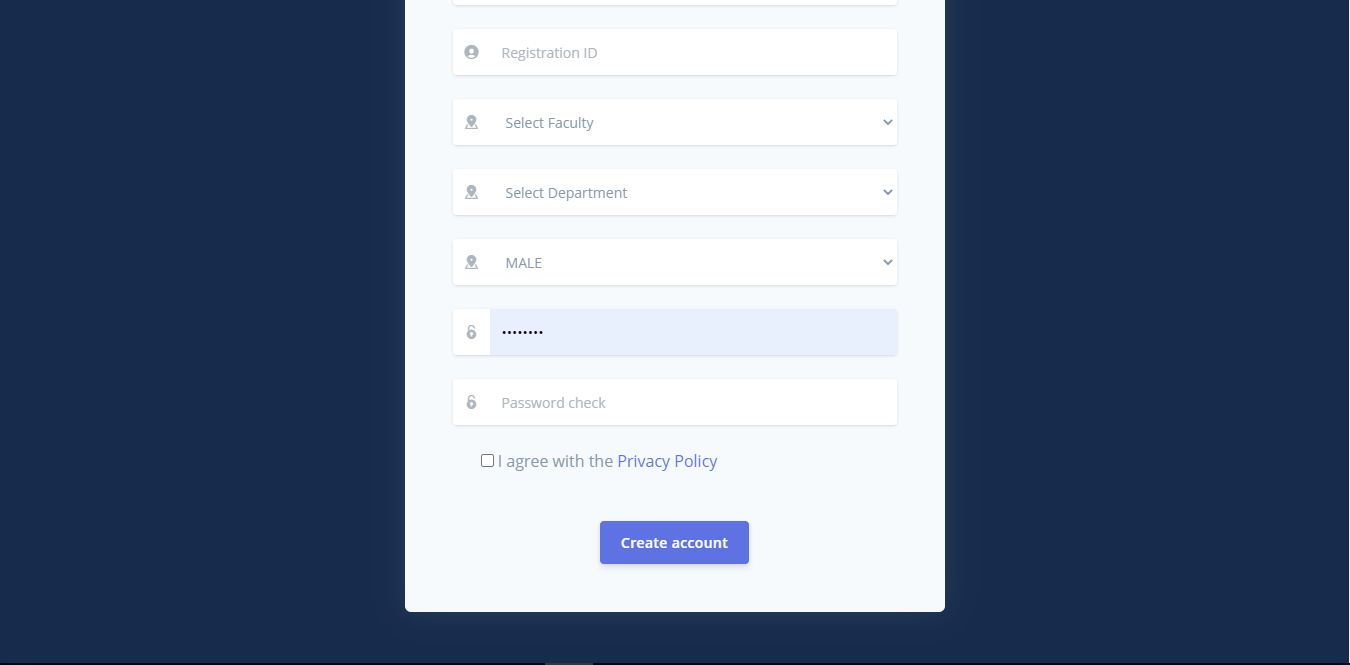 Registration ID
Select Faculty
Select Department
MALE
••••••••
Password check
I agree with the Privacy Policy
Create account